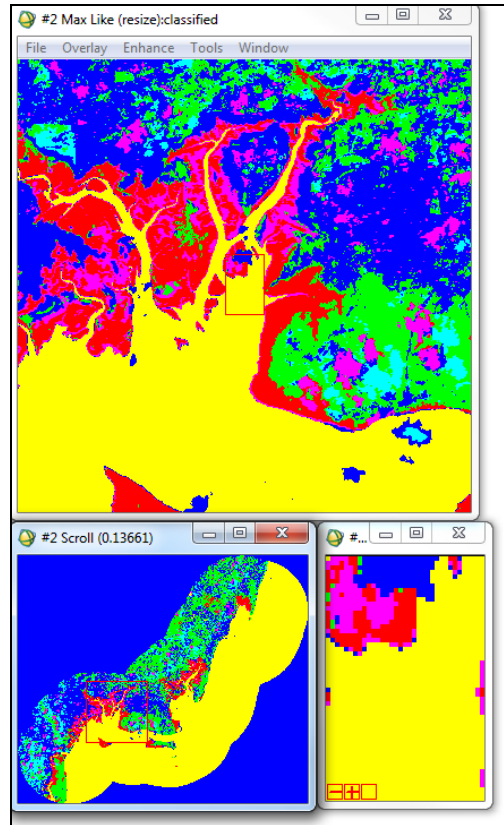 #2 Max Like (resize):classified
File Overlay Enhance Tools Window
#2 Scroll (0.13661)
#...